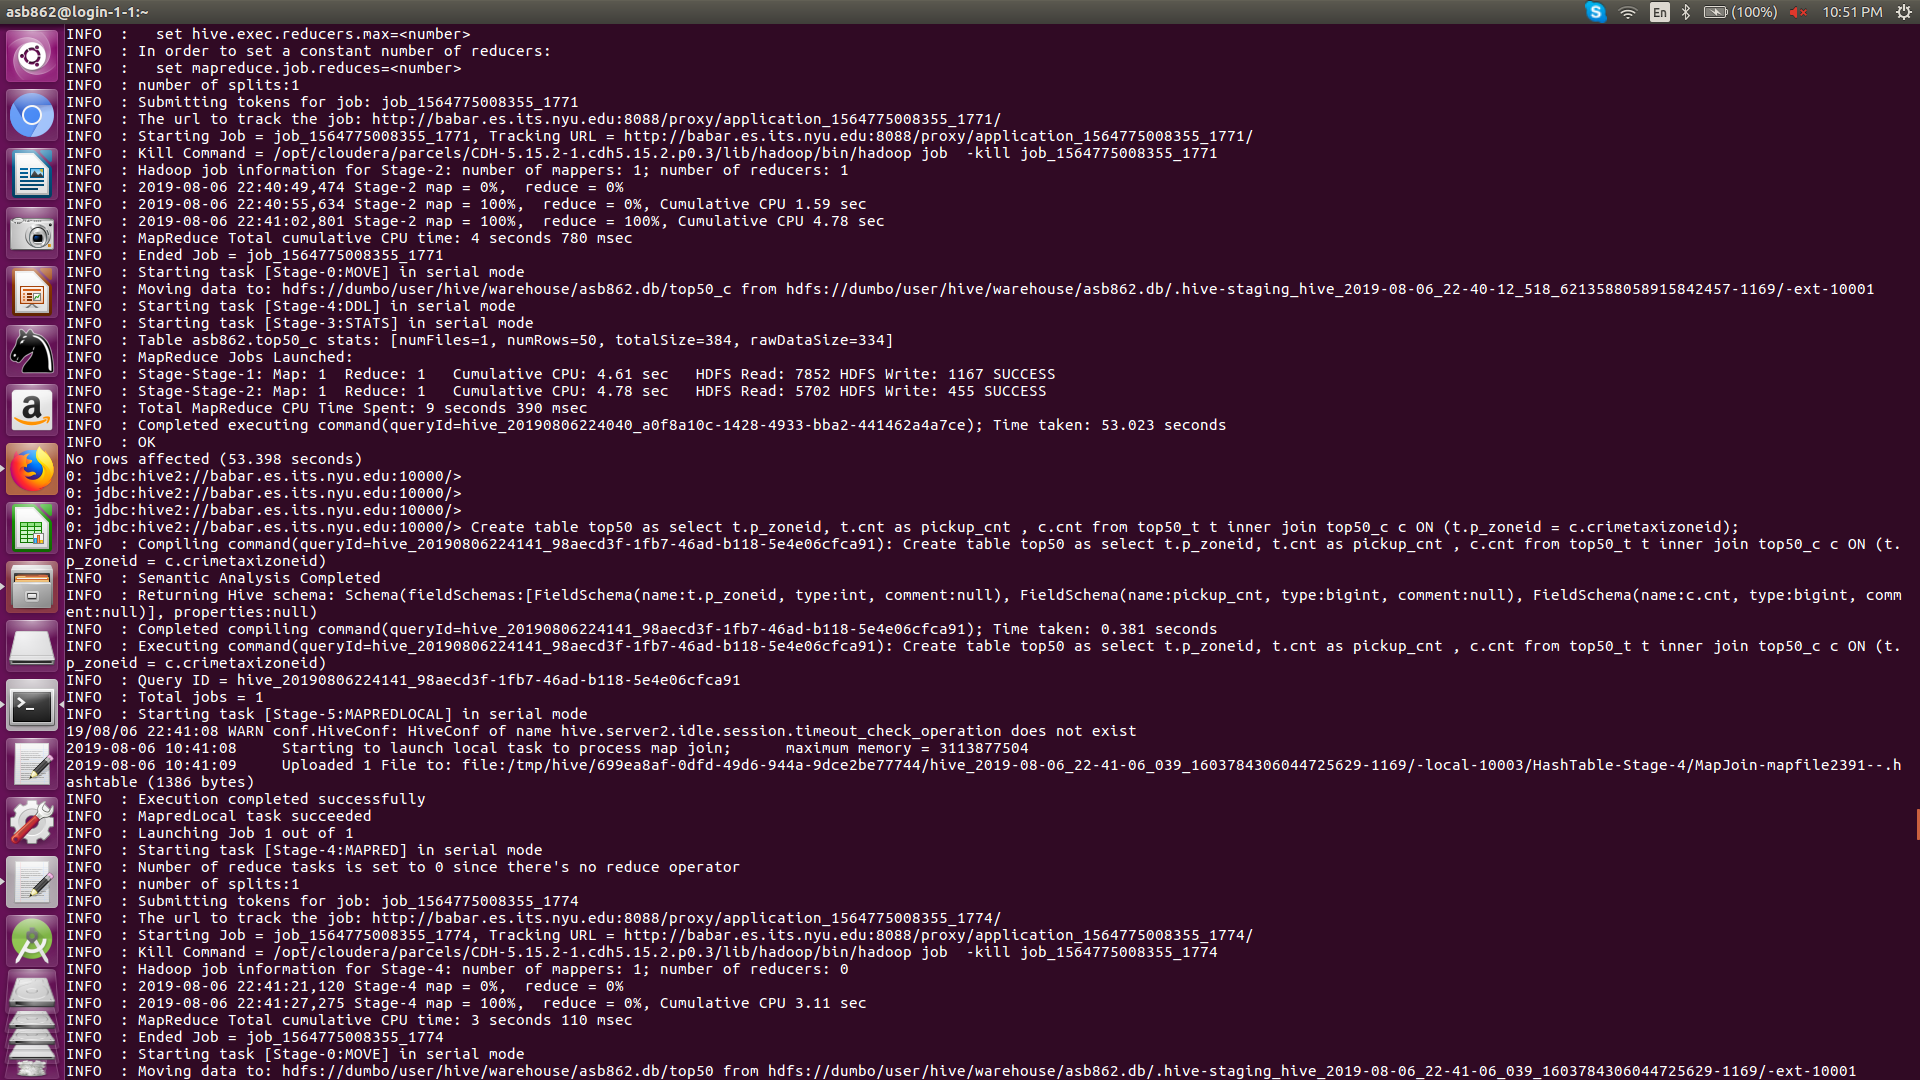 asb862@login-1-1:~
En
(100%)
10:51 PM
INFO  :   set hive.exec.reducers.max=<number>
INFO  : In order to set a constant number of reducers:
INFO  :   set mapreduce.job.reduces=<number>
INFO  : number of splits:1
INFO  : Submitting tokens for job: job_1564775008355_1771
INFO  : The url to track the job: http://babar.es.its.nyu.edu:8088/proxy/application_1564775008355_1771/
INFO  : Starting Job = job_1564775008355_1771, Tracking URL = http://babar.es.its.nyu.edu:8088/proxy/application_1564775008355_1771/
INFO  : Kill Command = /opt/cloudera/parcels/CDH-5.15.2-1.cdh5.15.2.p0.3/lib/hadoop/bin/hadoop job  -kill job_1564775008355_1771
INFO  : Hadoop job information for Stage-2: number of mappers: 1; number of reducers: 1
INFO  : 2019-08-06 22:40:49,474 Stage-2 map = 0%,  reduce = 0%
INFO  : 2019-08-06 22:40:55,634 Stage-2 map = 100%,  reduce = 0%, Cumulative CPU 1.59 sec
INFO  : 2019-08-06 22:41:02,801 Stage-2 map = 100%,  reduce = 100%, Cumulative CPU 4.78 sec
INFO  : MapReduce Total cumulative CPU time: 4 seconds 780 msec
INFO  : Ended Job = job_1564775008355_1771
INFO  : Starting task [Stage-0:MOVE] in serial mode
INFO  : Moving data to: hdfs://dumbo/user/hive/warehouse/asb862.db/top50_c from hdfs://dumbo/user/hive/warehouse/asb862.db/.hive-staging_hive_2019-08-06_22-40-12_518_6213588058915842457-1169/-ext-10001
INFO  : Starting task [Stage-4:DDL] in serial mode
INFO  : Starting task [Stage-3:STATS] in serial mode
INFO  : Table asb862.top50_c stats: [numFiles=1, numRows=50, totalSize=384, rawDataSize=334]
INFO  : MapReduce Jobs Launched:
INFO  : Stage-Stage-1: Map: 1  Reduce: 1   Cumulative CPU: 4.61 sec   HDFS Read: 7852 HDFS Write: 1167 SUCCESS
INFO  : Stage-Stage-2: Map: 1  Reduce: 1   Cumulative CPU: 4.78 sec   HDFS Read: 5702 HDFS Write: 455 SUCCESS
INFO  : Total MapReduce CPU Time Spent: 9 seconds 390 msec
INFO  : Completed executing command(queryId=hive_20190806224040_a0f8a10c-1428-4933-bba2-441462a4a7ce); Time taken: 53.023 seconds
INFO  : OK
No rows affected (53.398 seconds)
0: jdbc:hive2://babar.es.its.nyu.edu:10000/>
0: jdbc:hive2://babar.es.its.nyu.edu:10000/>
0: jdbc:hive2://babar.es.its.nyu.edu:10000/>
0: jdbc:hive2://babar.es.its.nyu.edu:10000/> Create table top50 as select t.p_zoneid, t.cnt as pickup_cnt , c.cnt from top50_t t inner join top50_c c ON (t.p_zoneid = c.crimetaxizoneid);
INFO  : Compiling command(queryId=hive_20190806224141_98aecd3f-1fb7-46ad-b118-5e4e06cfca91): Create table top50 as select t.p_zoneid, t.cnt as pickup_cnt , c.cnt from top50_t t inner join top50_c c ON (t.
p_zoneid = c.crimetaxizoneid)
INFO  : Semantic Analysis Completed
INFO  : Returning Hive schema: Schema(fieldSchemas:[FieldSchema(name:t.p_zoneid, type:int, comment:null), FieldSchema(name:pickup_cnt, type:bigint, comment:null), FieldSchema(name:c.cnt, type:bigint, comm
ent:null)], properties:null)
INFO  : Completed compiling command(queryId=hive_20190806224141_98aecd3f-1fb7-46ad-b118-5e4e06cfca91); Time taken: 0.381 seconds
INFO  : Executing command(queryId=hive_20190806224141_98aecd3f-1fb7-46ad-b118-5e4e06cfca91): Create table top50 as select t.p_zoneid, t.cnt as pickup_cnt , c.cnt from top50_t t inner join top50_c c ON (t.
p_zoneid = c.crimetaxizoneid)
INFO  : Query ID = hive_20190806224141_98aecd3f-1fb7-46ad-b118-5e4e06cfca91
INFO  : Total jobs = 1
INFO  : Starting task [Stage-5:MAPREDLOCAL] in serial mode
19/08/06 22:41:08 WARN conf.HiveConf: HiveConf of name hive.server2.idle.session.timeout_check_operation does not exist
2019-08-06 10:41:08     Starting to launch local task to process map join;      maximum memory = 3113877504
2019-08-06 10:41:09     Uploaded 1 File to: file:/tmp/hive/699ea8af-0dfd-49d6-944a-9dce2be77744/hive_2019-08-06_22-41-06_039_1603784306044725629-1169/-local-10003/HashTable-Stage-4/MapJoin-mapfile2391--.h
ashtable (1386 bytes)
INFO  : Execution completed successfully
INFO  : MapredLocal task succeeded
INFO  : Launching Job 1 out of 1
INFO  : Starting task [Stage-4:MAPRED] in serial mode
INFO  : Number of reduce tasks is set to 0 since there's no reduce operator
INFO  : number of splits:1
INFO  : Submitting tokens for job: job_1564775008355_1774
INFO  : The url to track the job: http://babar.es.its.nyu.edu:8088/proxy/application_1564775008355_1774/
INFO  : Starting Job = job_1564775008355_1774, Tracking URL = http://babar.es.its.nyu.edu:8088/proxy/application_1564775008355_1774/
INFO  : Kill Command = /opt/cloudera/parcels/CDH-5.15.2-1.cdh5.15.2.p0.3/lib/hadoop/bin/hadoop job  -kill job_1564775008355_1774
INFO  : Hadoop job information for Stage-4: number of mappers: 1; number of reducers: 0
INFO  : 2019-08-06 22:41:21,120 Stage-4 map = 0%,  reduce = 0%
INFO  : 2019-08-06 22:41:27,275 Stage-4 map = 100%,  reduce = 0%, Cumulative CPU 3.11 sec
INFO  : MapReduce Total cumulative CPU time: 3 seconds 110 msec
INFO  : Ended Job = job_1564775008355_1774
INFO  : Starting task [Stage-0:MOVE] in serial mode
INFO  : Moving data to: hdfs://dumbo/user/hive/warehouse/asb862.db/top50 from hdfs://dumbo/user/hive/warehouse/asb862.db/.hive-staging_hive_2019-08-06_22-41-06_039_1603784306044725629-1169/-ext-10001